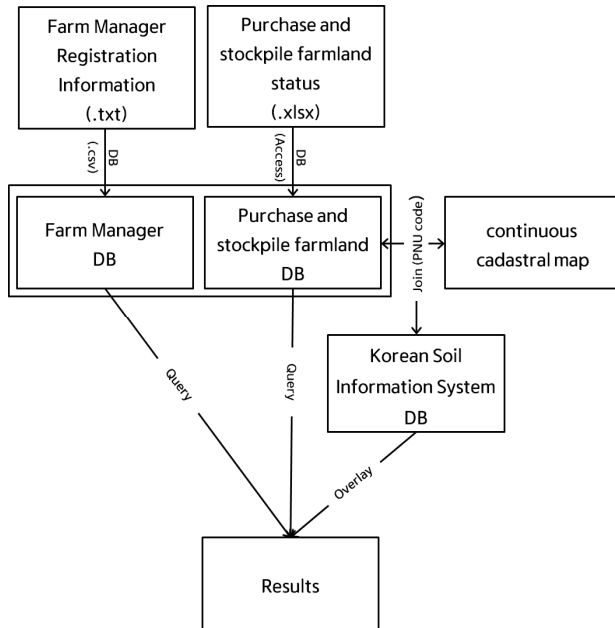 Farm Manager
Registration
Information
(.txt)
Purchase and
stockpile farmland
status
(.xlsx)
DB
(.csv)
DB
(Access)
Farm Manager
DB
Purchase and
stockpile farmland
DB
Join (PNU code)
continuous
cadastral map
Korean Soil
Information System
DB
Query
Query
Overlay
Results